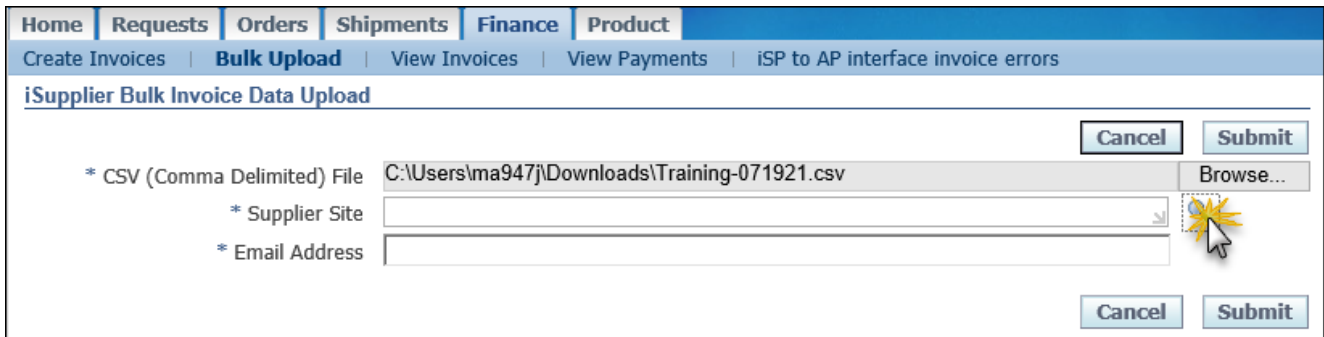 Home Requests Orders Shipments Finance Product
Create Invoices | Bulk Upload | View Invoices | View Payments | iSP to AP interface invoice errors
iSupplier Bulk Invoice Data Upload
Cancel Submit
* CSV (Comma Delimited) File C:\Users\ma947j\Downloads\Training-071921.csv Browse...
* Supplier Site
* Email Address
Cancel Submit